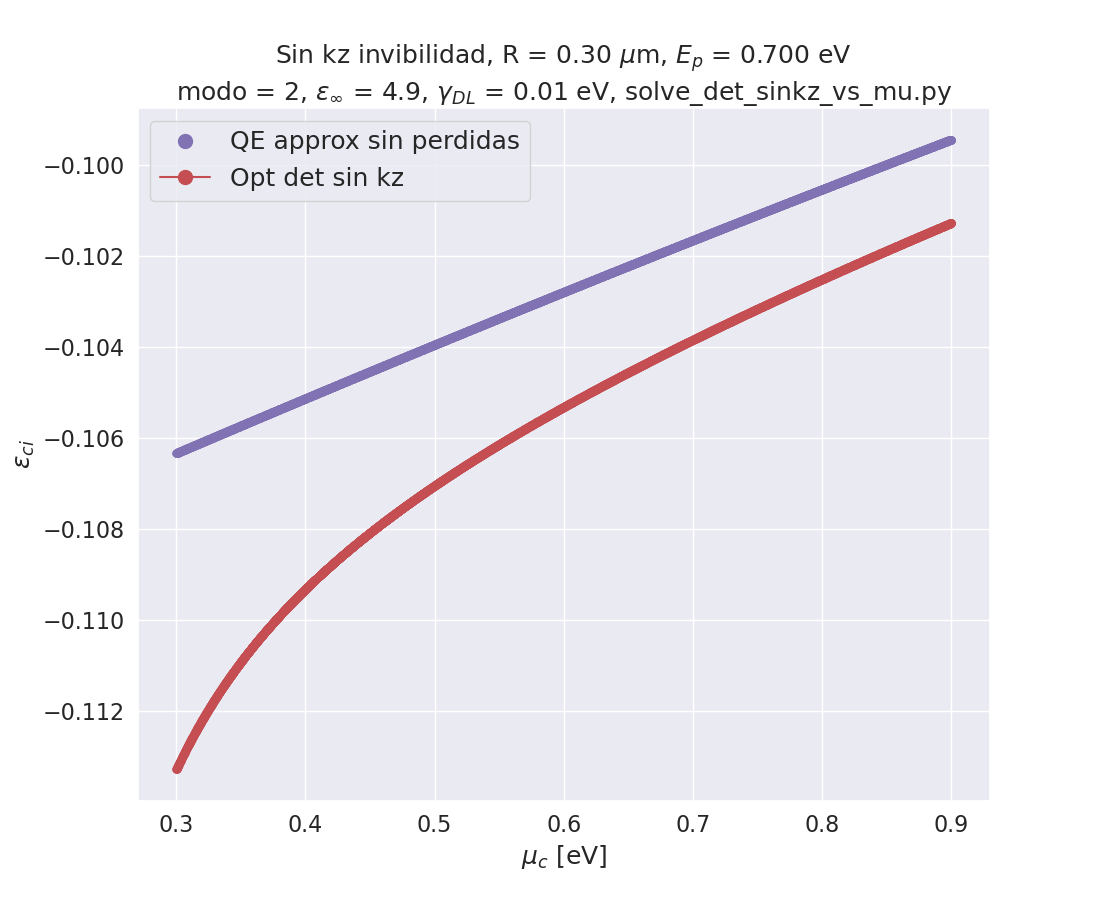 Sin kz invibilidad, R = 0.30 μm, E_p = 0.700 eV
modo = 2, ε_∞ = 4.9, γ_DL = 0.01 eV, solve_det_sinkz_vs_mu.py
QE approx sin perdidas
Opt det sin kz
−0.100
−0.102
−0.104
−0.106
−0.108
−0.110
−0.112
ε_ci
0.3 0.4 0.5 0.6 0.7 0.8 0.9
μ_c [eV]